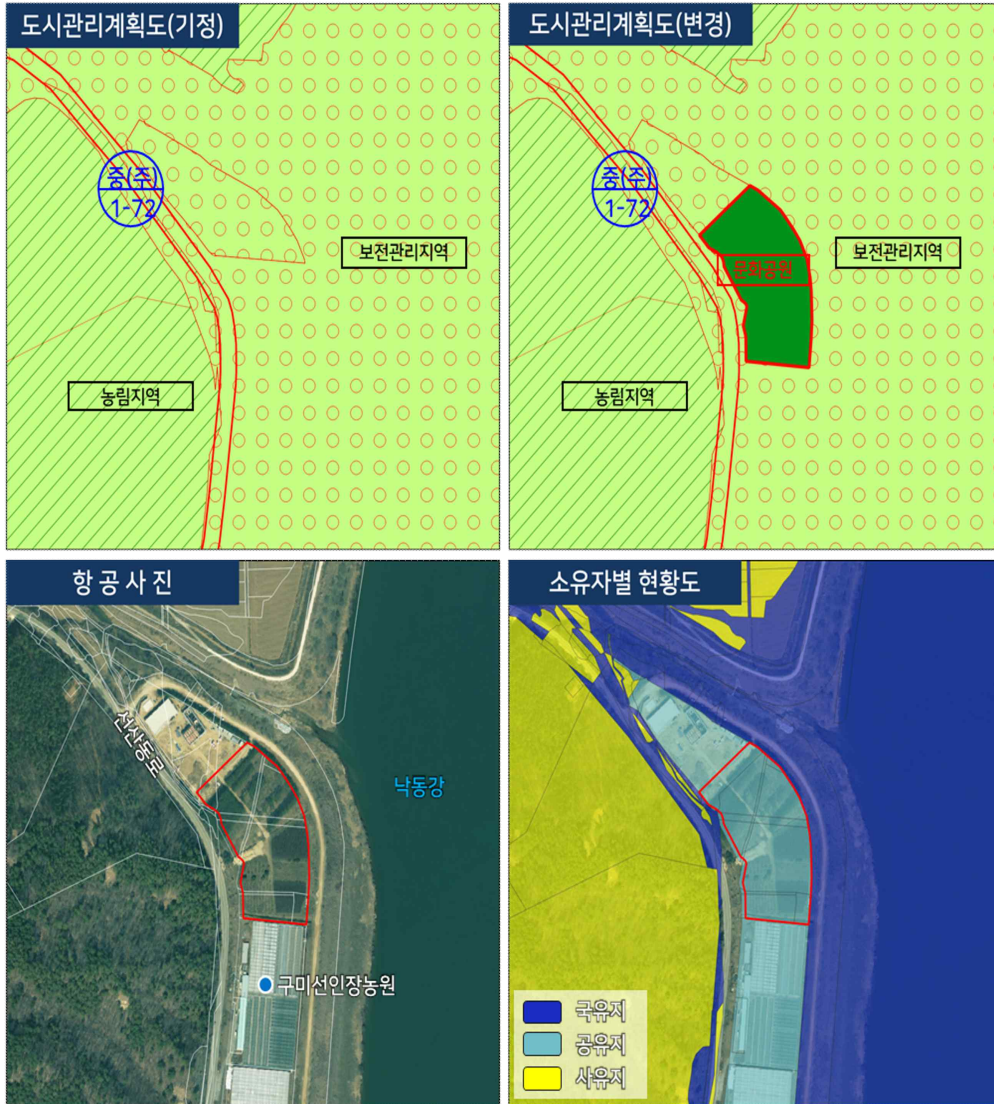 도시관리계획도(기정)
중(주)
1-72
보전관리지역
농림지역
도시관리계획도(변경)
중(주)
1-72
문화공원
보전관리지역
농림지역
항공사진
선산동로
낙동강
구미선인장농원
소유자별 현황도
국유지
공유지
사유지